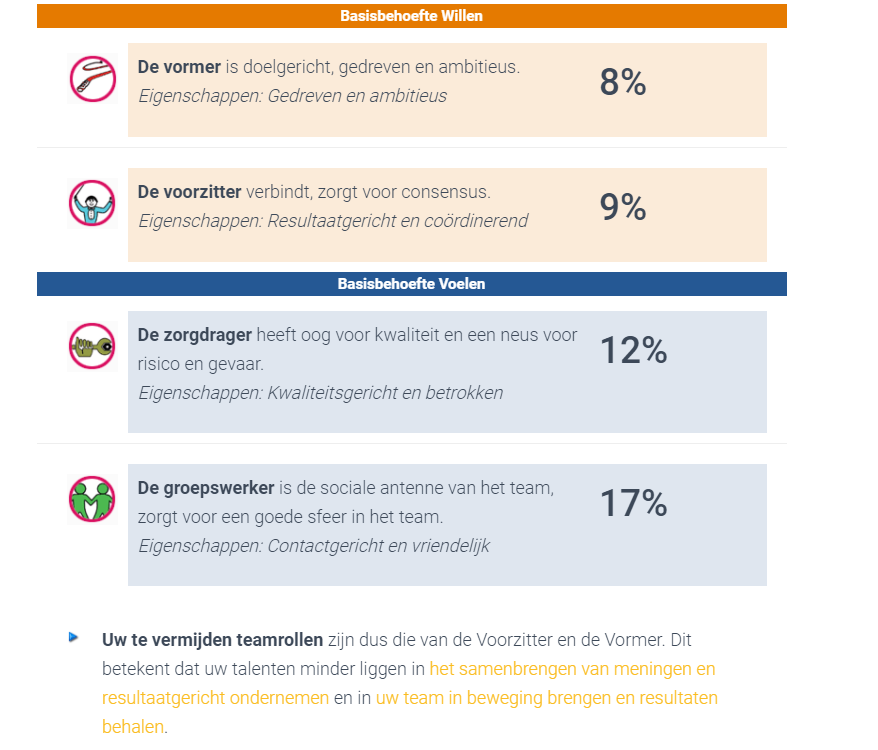 Basisbehoefte Willen
De vormer is doelgericht, gedreven en ambitieus.
Eigenschappen: Gedreven en ambitieus
8%
De voorzitter verbindt, zorgt voor consensus.
Eigenschappen: Resultaatgericht en coördinerend
9%
Basisbehoefte Voelen
De zorgdrager heeft oog voor kwaliteit en een neus voor
risico en gevaar.
Eigenschappen: Kwaliteitsgericht en betrokken
12%
De groepswerker is de sociale antenne van het team,
zorgt voor een goede sfeer in het team.
Eigenschappen: Contactgericht en vriendelijk
17%
Uw te vermijden teamrollen zijn dus die van de Voorzitter en de Vormer. Dit
betekent dat uw talenten minder liggen in het samenbrengen van meningen en
resultaatgericht ondernemen en in uw team in beweging brengen en resultaten
behalen.